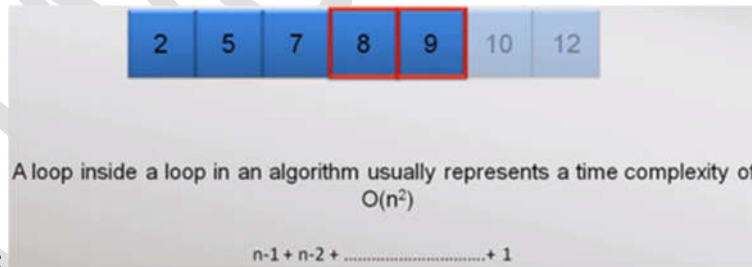 2 5 7 8 9 10 12
A loop inside a loop in an algorithm usually represents a time complexity of
O(n²)
n-1 + n-2 + ..............................+ 1